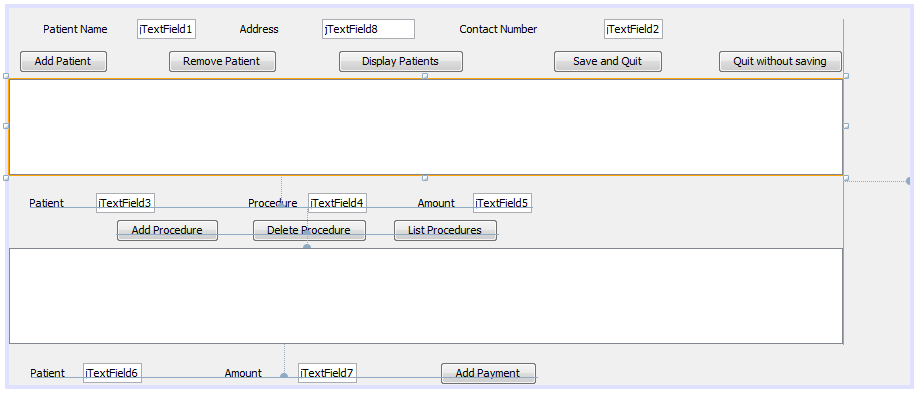 Patient Name jTextField1 Address jTextField8 Contact Number jTextField2
Add Patient Remove Patient Display Patients Save and Quit Quit without saving
Patient jTextField3 Procedure jTextField4 Amount jTextField5
Add Procedure Delete Procedure List Procedures
Patient jTextField6 Amount jTextField7 Add Payment